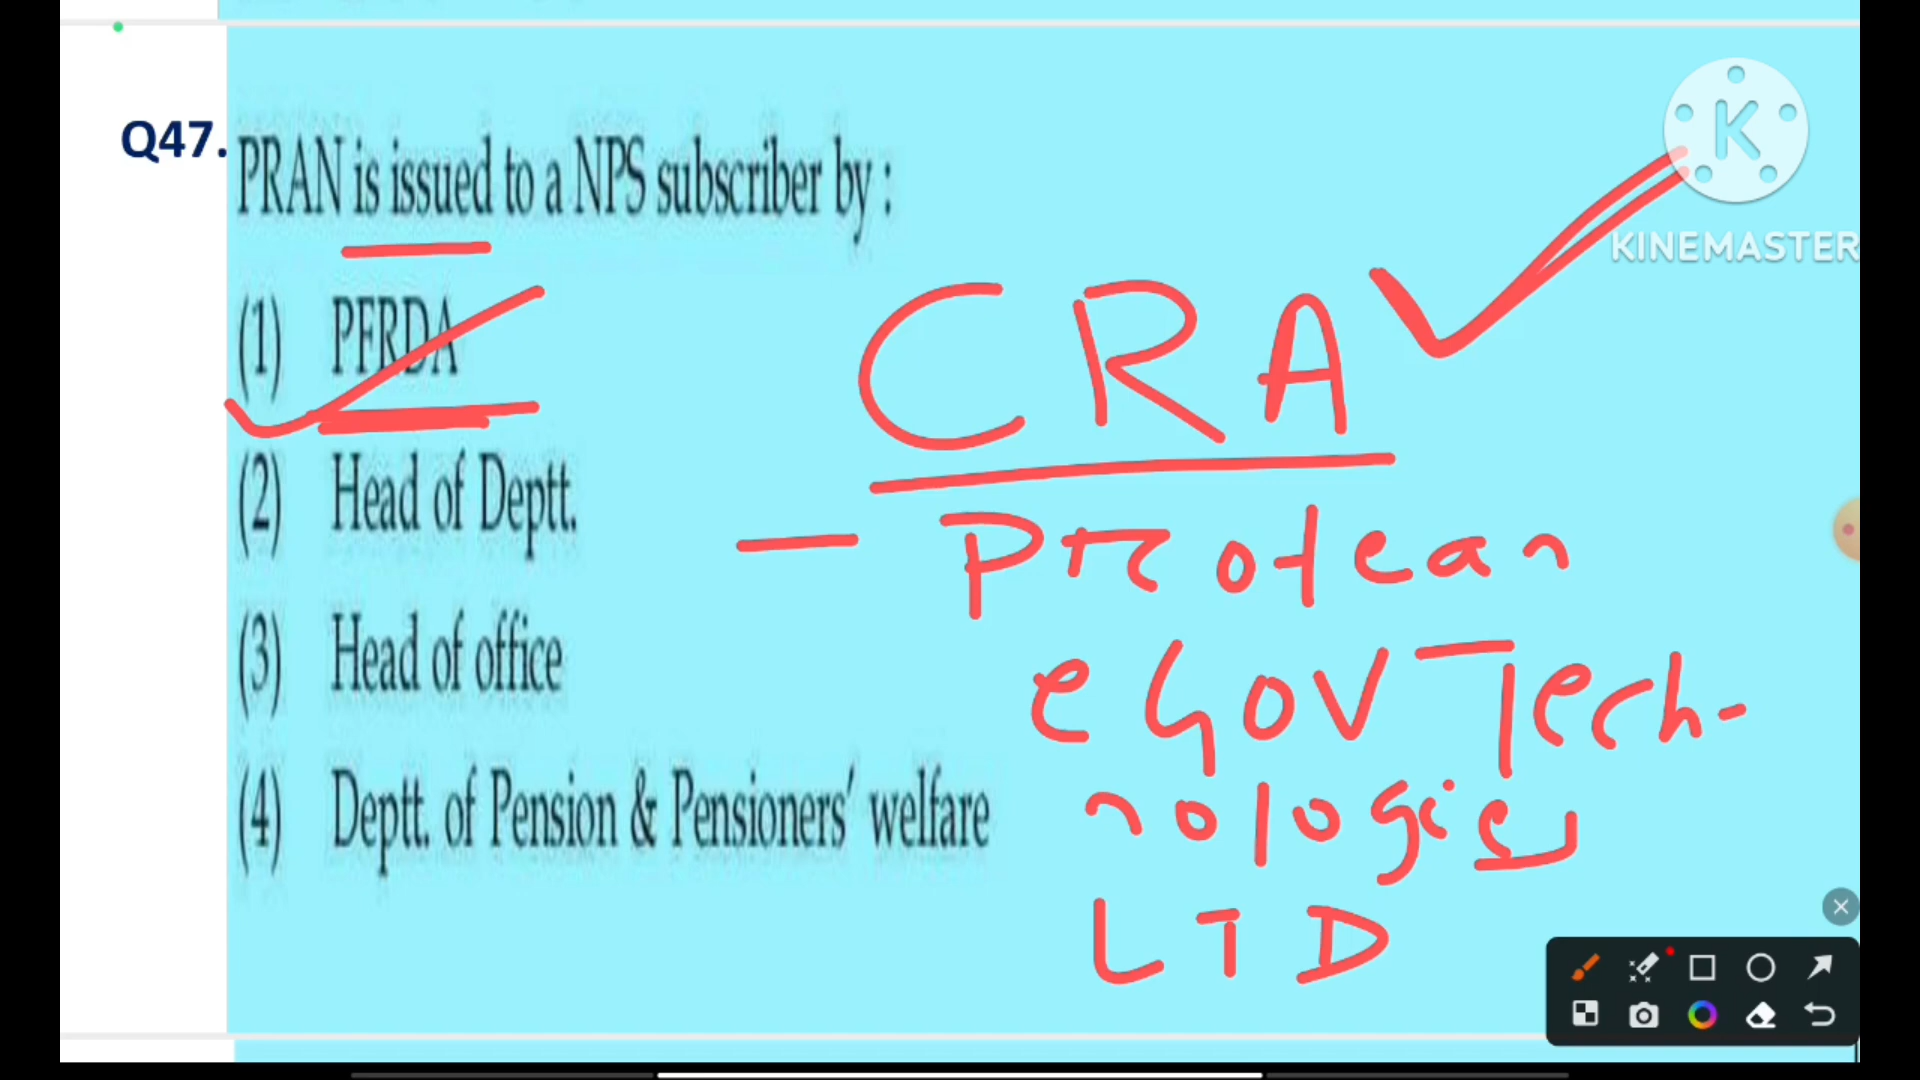 Q47. PRAN is issued to a NPS subscriber by :
K
KINEMASTER
(1) PFRDA
CRA
(2) Head of Deptt.
- Protean
(3) Head of office
eGOV Tech-
(4) Deptt. of Pension & Pensioners' welfare
nologies
LTD